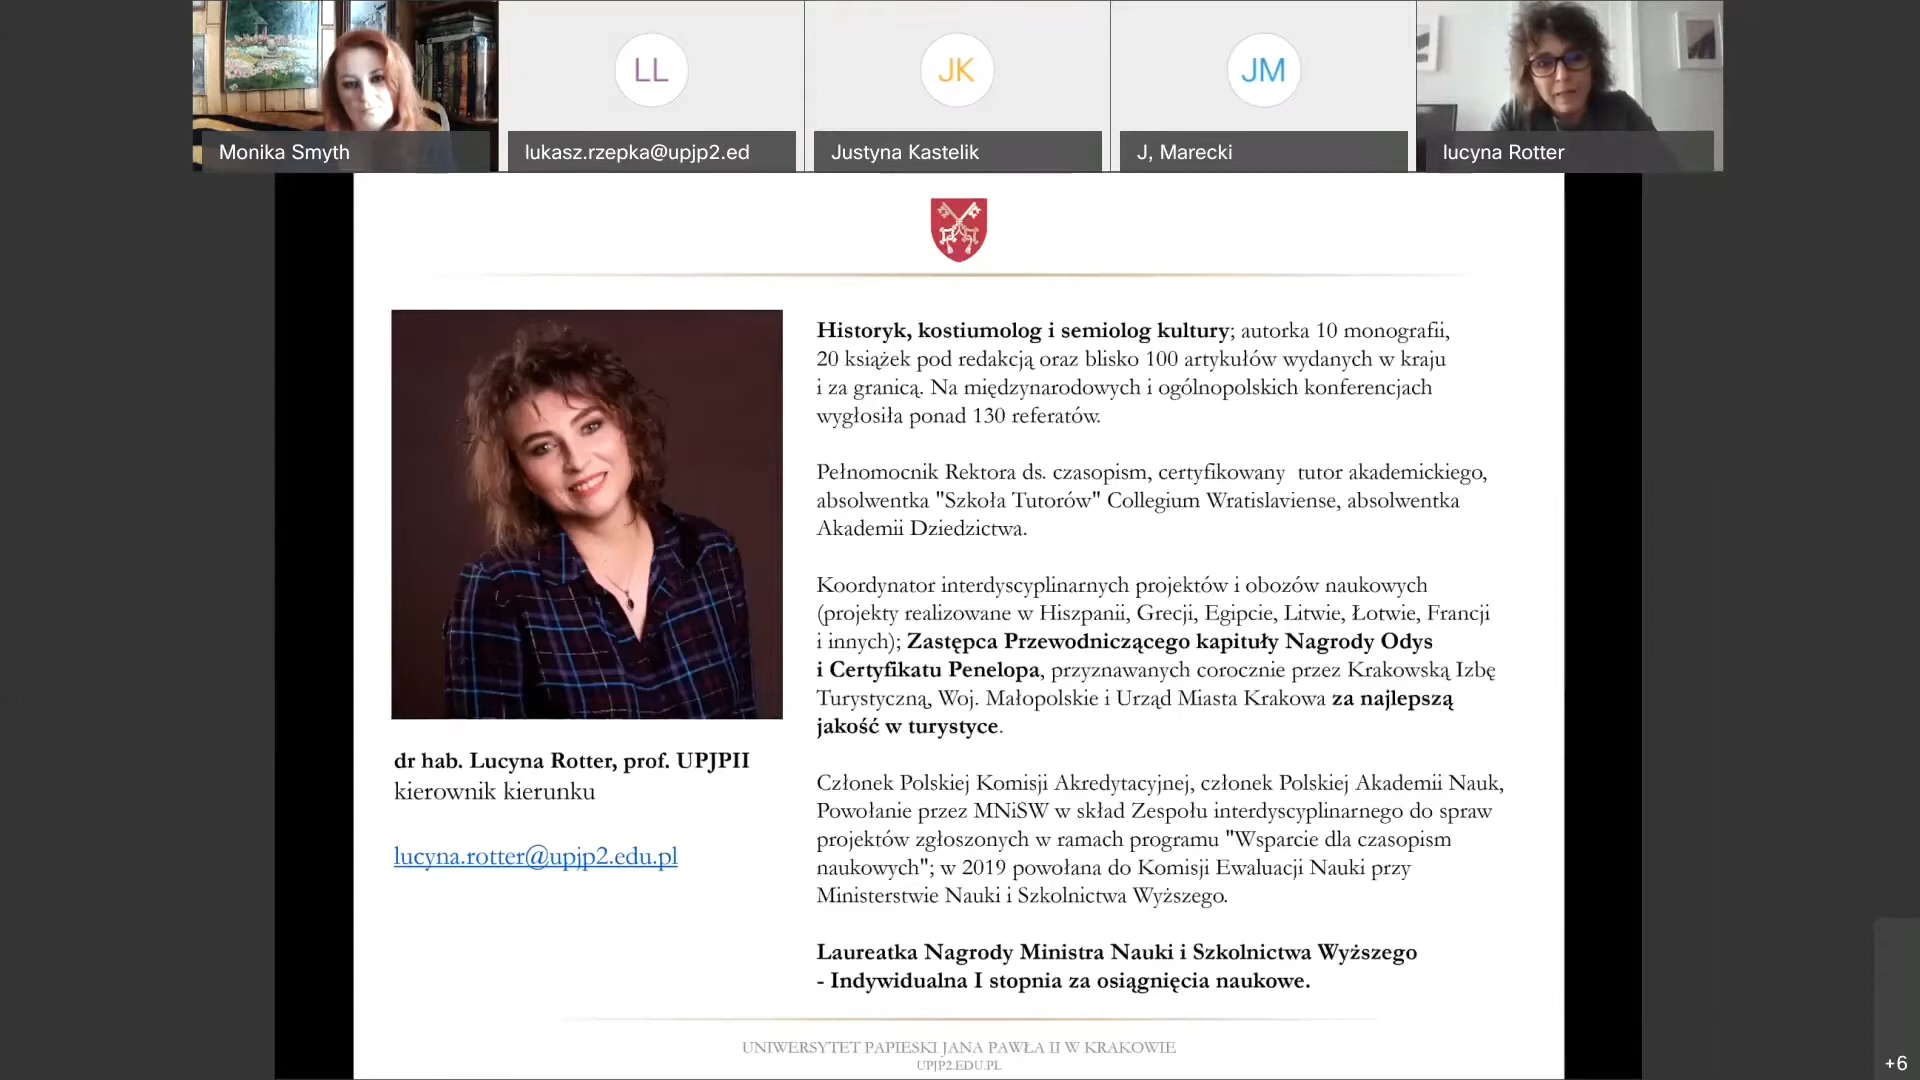 LL
JK
JM
Monika Smyth
lukasz.rzepka@upjp2.ed
Justyna Kastelik
J, Marecki
lucyna Rotter
Historyk, kostiumolog i semiolog kultury; autorka 10 monografii,
20 książek pod redakcją oraz blisko 100 artykułów wydanych w kraju
i za granicą. Na międzynarodowych i ogólnopolskich konferencjach
wygłosiła ponad 130 referatów.
Pełnomocnik Rektora ds. czasopism, certyfikowany tutor akademickiego,
absolwentka "Szkoła Tutorów" Collegium Wratislaviense, absolwentka
Akademii Dziedzictwa.
Koordynator interdyscyplinarnych projektów i obozów naukowych
(projekty realizowane w Hiszpanii, Grecji, Egipcie, Litwie, Łotwie, Francji
i innych); Zastępca Przewodniczącego kapituły Nagrody Odys
i Certyfikatu Penelopa, przyznawanych corocznie przez Krakowską Izbę
Turystyczną, Woj. Małopolskie i Urząd Miasta Krakowa za najlepszą
jakość w turystyce.
Członek Polskiej Komisji Akredytacyjnej, członek Polskiej Akademii Nauk,
Powołanie przez MNiSW w skład Zespołu interdyscyplinarnego do spraw
projektów zgłoszonych w ramach programu "Wsparcie dla czasopism
naukowych"; w 2019 powołana do Komisji Ewaluacji Nauki przy
Ministerstwie Nauki i Szkolnictwa Wyższego.
Laureatka Nagrody Ministra Nauki i Szkolnictwa Wyższego
- Indywidualna I stopnia za osiągnięcia naukowe.
dr hab. Lucyna Rotter, prof. UPJPII
kierownik kierunku
lucyna.rotter@upjp2.edu.pl
UNIWERSYTET PAPIESKI JANA PAWŁA II W KRAKOWIE
UPJP2.EDU.PL
+6